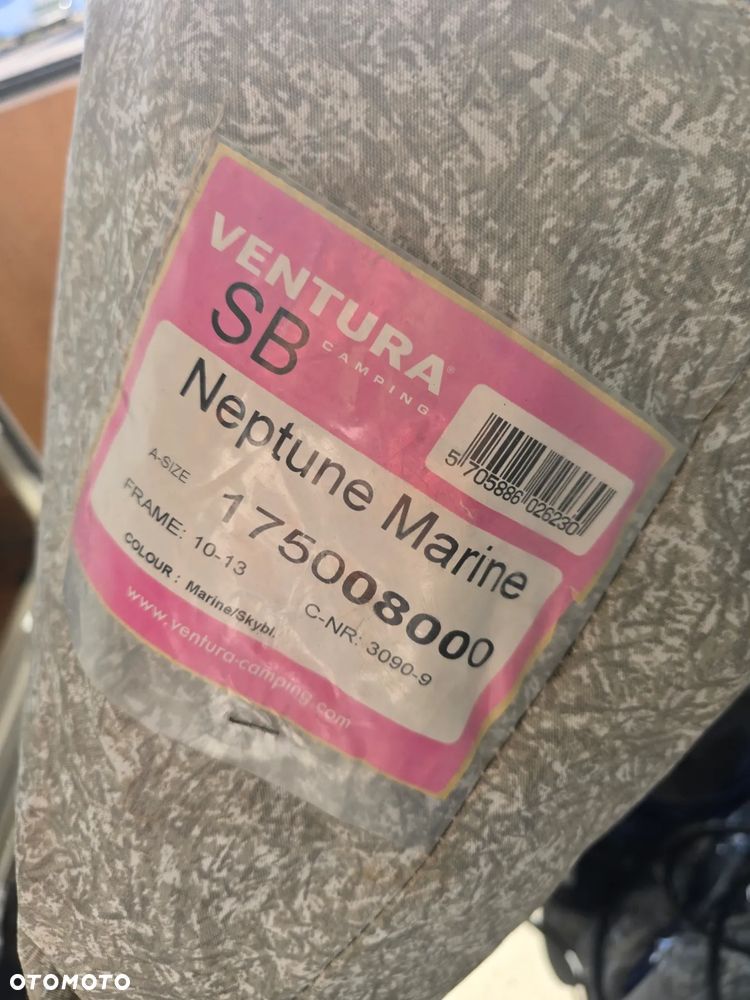 VENTURA®
CAMPING
SB
Neptune Marine
5 705886 026230
A-SIZE 175008000
FRAME: 10-13 C-NR: 3090-9
COLOUR : Marine/Skybl.
www.ventura-camping.com
OTOMOTO